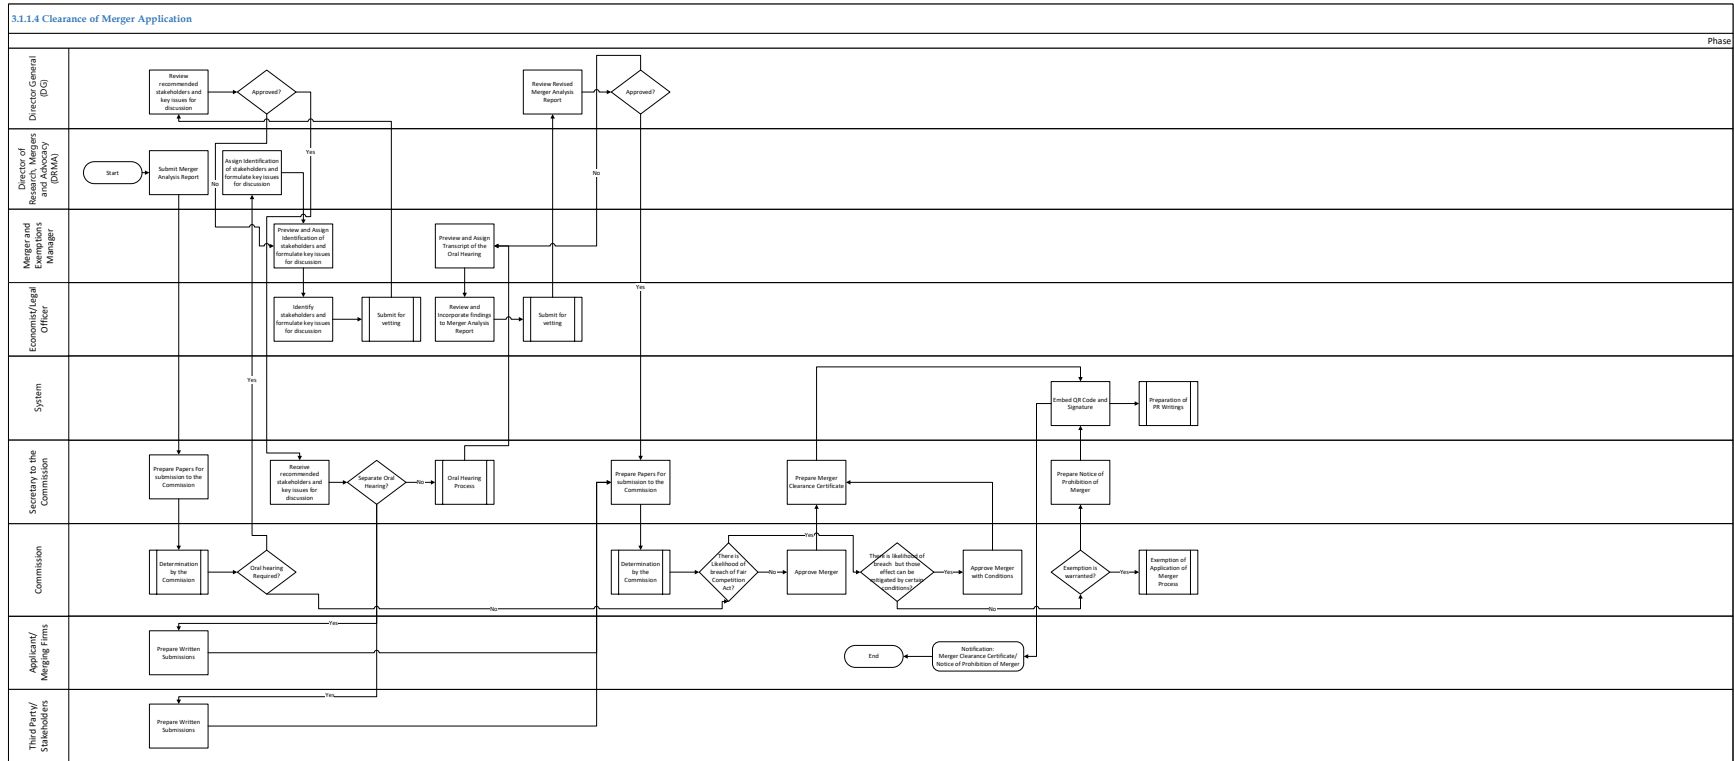 3.1.1.4 Clearance of Merger Application
Phase
Director General
(DG)
Review
recommended
stakeholders and
key issues for
discussion
Approved?
Review Revised
Merger Analysis
Report
Approved?
Director of
Research, Mergers
and Advocacy
(DRMA)
Start
Submit Merger
Analysis Report
No
Assign Identification
of stakeholders and
formulate key issues
for discussion
Yes
No
Merger and
Exemptions
Manager
Preview and Assign
Identification of
stakeholders and
formulate key issues
for discussion
Preview and Assign
Transcript of the
Oral Hearing
Economist/Legal
Officer
Identify
stakeholders and
formulate key issues
for discussion
Submit for
vetting
Review and
Incorporate findings
to Merger Analysis
Report
Submit for
vetting
Yes
System
Yes
Embed QR Code and
Signature
Preparation of
PR Writings
Secretary to the
Commission
Prepare Papers For
submission to the
Commission
Receive
recommended
stakeholders and
key issues for
discussion
Separate Oral
Hearing?
No
Oral Hearing
Process
Prepare Papers For
submission to the
Commission
Prepare Merger
Clearance Certificate
Prepare Notice of
Prohibition of
Merger
Commission
Determination
by the
Commission
Oral hearing
Required?
No
Determination
by the
Commission
There is
Likelihood of
breach of Fair
Competition
Act?
Yes
No
Approve Merger
There is likelihood of
breach but those
effect can be
mitigated by certain
conditions?
Yes
No
Approve Merger
with Conditions
Exemption is
warranted?
Yes
Exemption of
Application of
Merger
Process
Applicant/
Merging Firms
Yes
Prepare Written
Submissions
End
Notification:
Merger Clearance Certificate/
Notice of Prohibition of Merger
Third Party/
Stakeholders
Yes
Prepare Written
Submissions